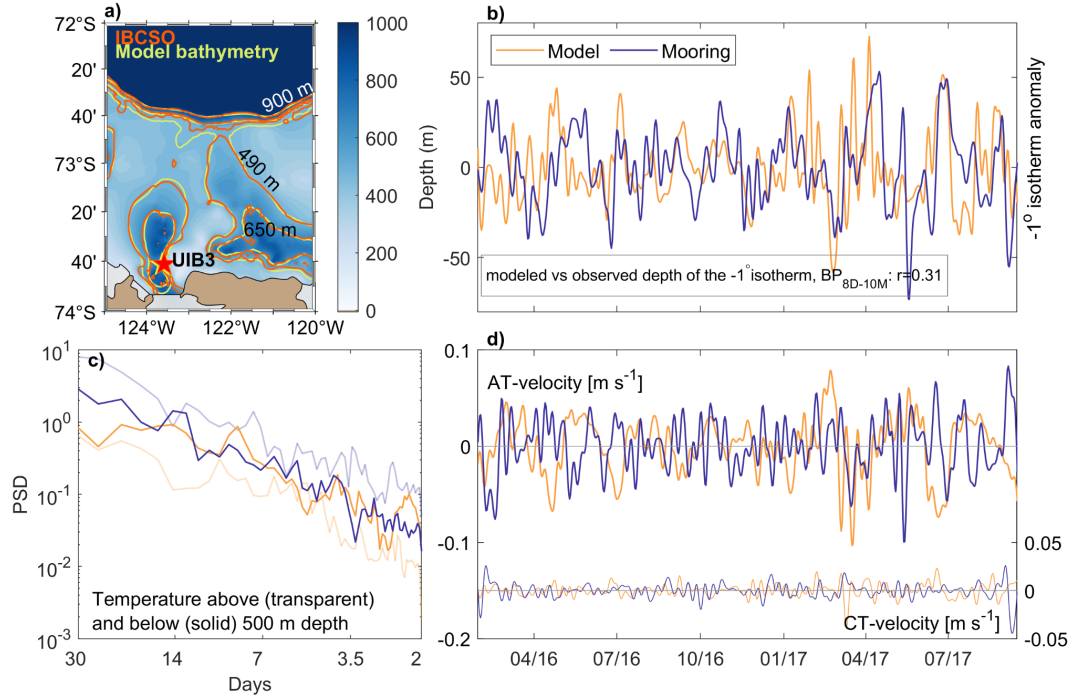 a)
72°S
20'
40'
73°S
20'
40'
74°S
124°W
122°W
120°W
IBCSO
Model bathymetry
900 m
490 m
650 m
UIB3
1000
800
600
400
200
0
Depth (m)
b)
Model
Mooring
50
0
-50
-1° isotherm anomaly
modeled vs observed depth of the -1° isotherm, BP8D-10M: r=0.31
c)
10^1
10^0
10^-1
10^-2
10^-3
PSD
Temperature above (transparent)
and below (solid) 500 m depth
30
14
7
3.5
2
Days
d)
AT-velocity [m s^-1]
0.1
0
-0.1
-0.2
0.05
0
-0.05
CT-velocity [m s^-1]
04/16
07/16
10/16
01/17
04/17
07/17